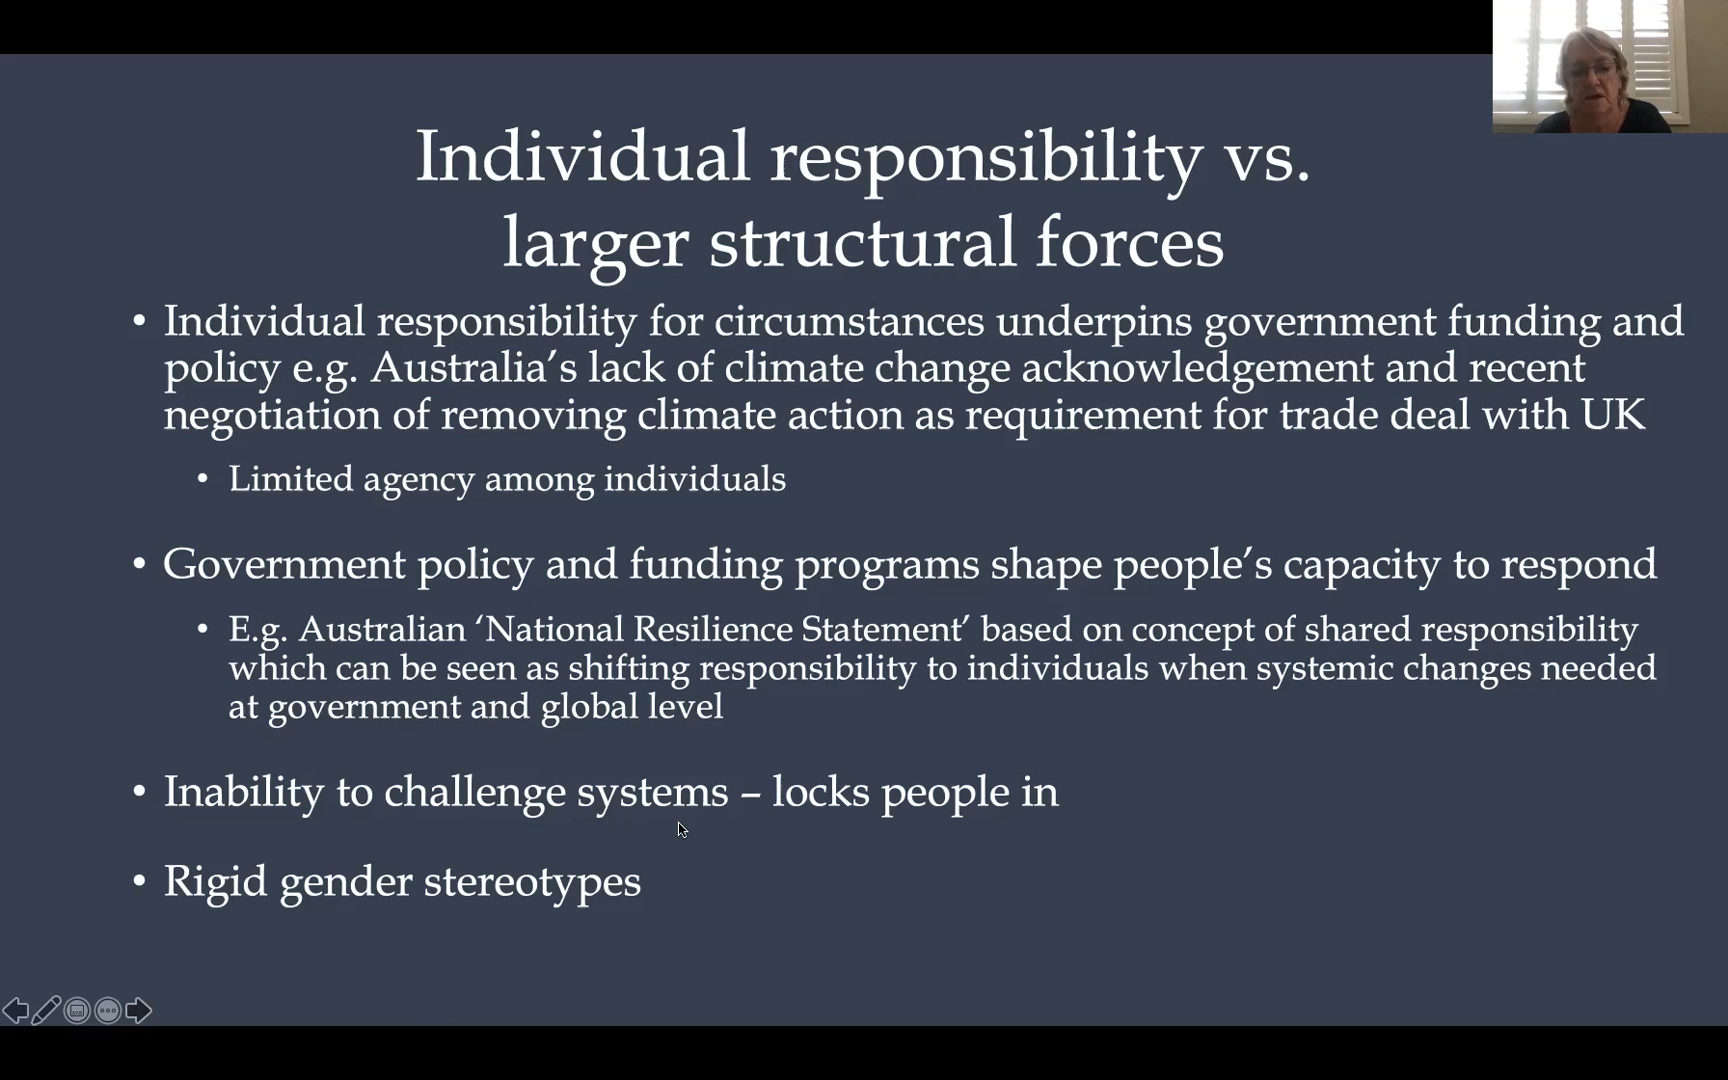 Individual responsibility vs.
larger structural forces
• Individual responsibility for circumstances underpins government funding and
policy e.g. Australia’s lack of climate change acknowledgement and recent
negotiation of removing climate action as requirement for trade deal with UK
• Limited agency among individuals
• Government policy and funding programs shape people’s capacity to respond
• E.g. Australian ‘National Resilience Statement’ based on concept of shared responsibility
which can be seen as shifting responsibility to individuals when systemic changes needed
at government and global level
• Inability to challenge systems – locks people in
• Rigid gender stereotypes